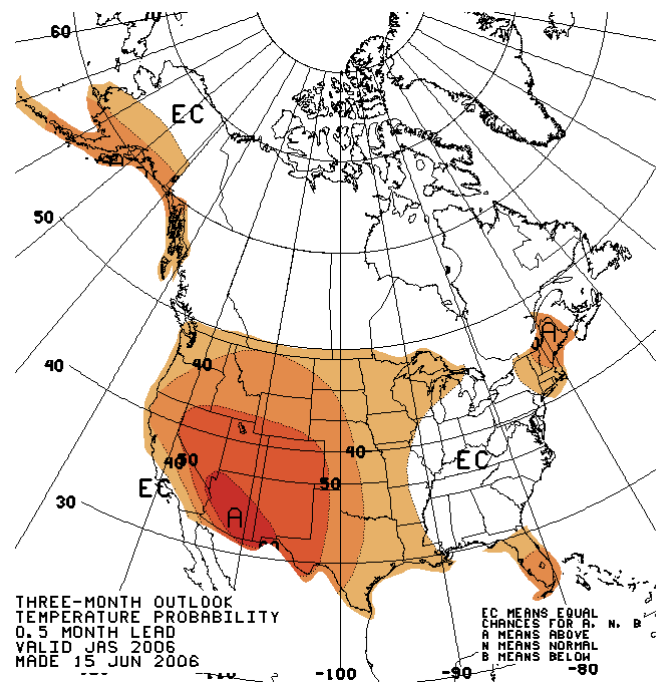 70
60
EC
50
A
40
40
40
EC
40 50
50
EC
A
30
THREE-MONTH OUTLOOK
TEMPERATURE PROBABILITY
0.5 MONTH LEAD
VALID JAS 2006
MADE 15 JUN 2006
EC MEANS EQUAL
CHANCES FOR A, N, B
A MEANS ABOVE
N MEANS NORMAL
B MEANS BELOW
-110
-100
-90
-80